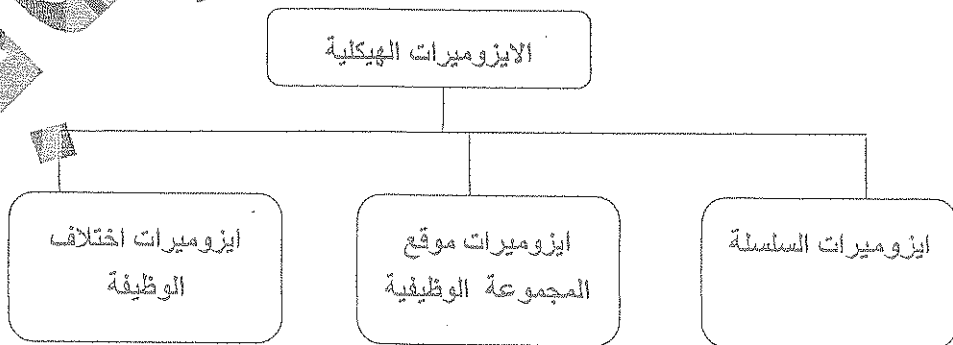 الايزوميرات الهيكلية
ايزوميرات السلسلة
ايزوميرات موقع
المجموعة الوظيفية
ايزوميرات اختلاف
الوظيفة